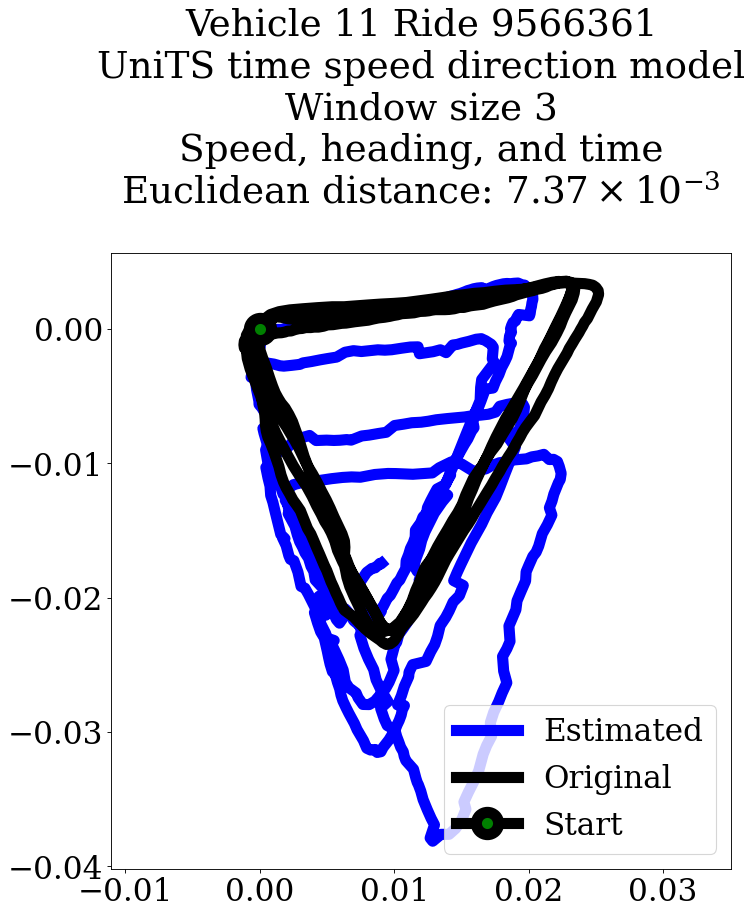 Vehicle 11 Ride 9566361
UniTS time speed direction model
Window size 3
Speed, heading, and time
Euclidean distance: 7.37 × 10⁻³
0.00
−0.01
−0.02
−0.03
−0.04
−0.01 0.00 0.01 0.02 0.03
Estimated
Original
Start